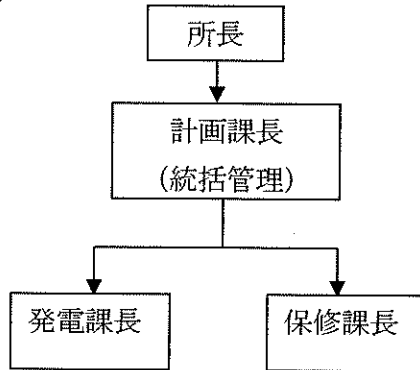 所長
計画課長
(統括管理)
発電課長
保修課長